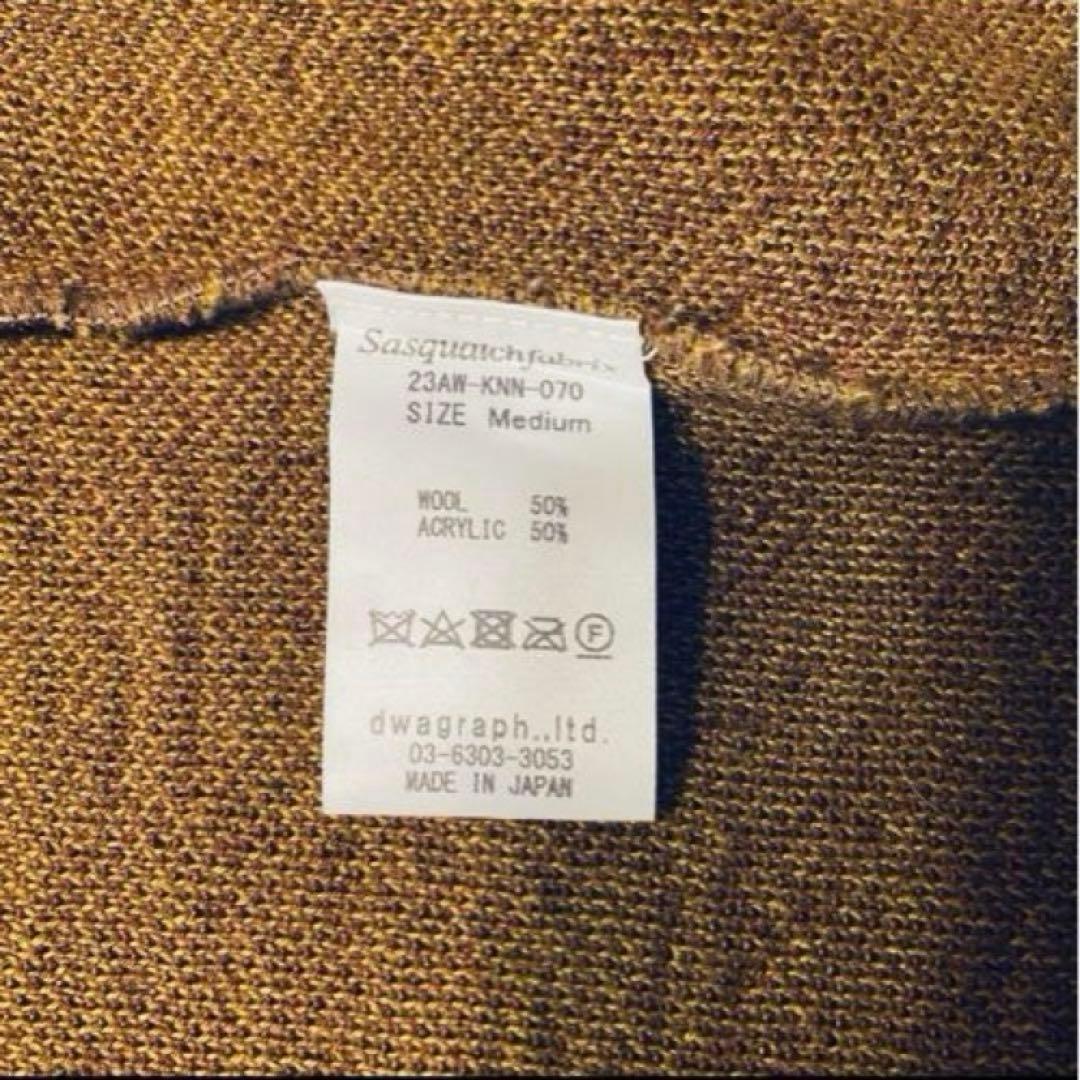 Sasquatchfabrix
23AW-KNN-070
SIZE Medium
WOOL 50%
ACRYLIC 50%
F
dwagraph.,ltd.
03-6303-3053
MADE IN JAPAN